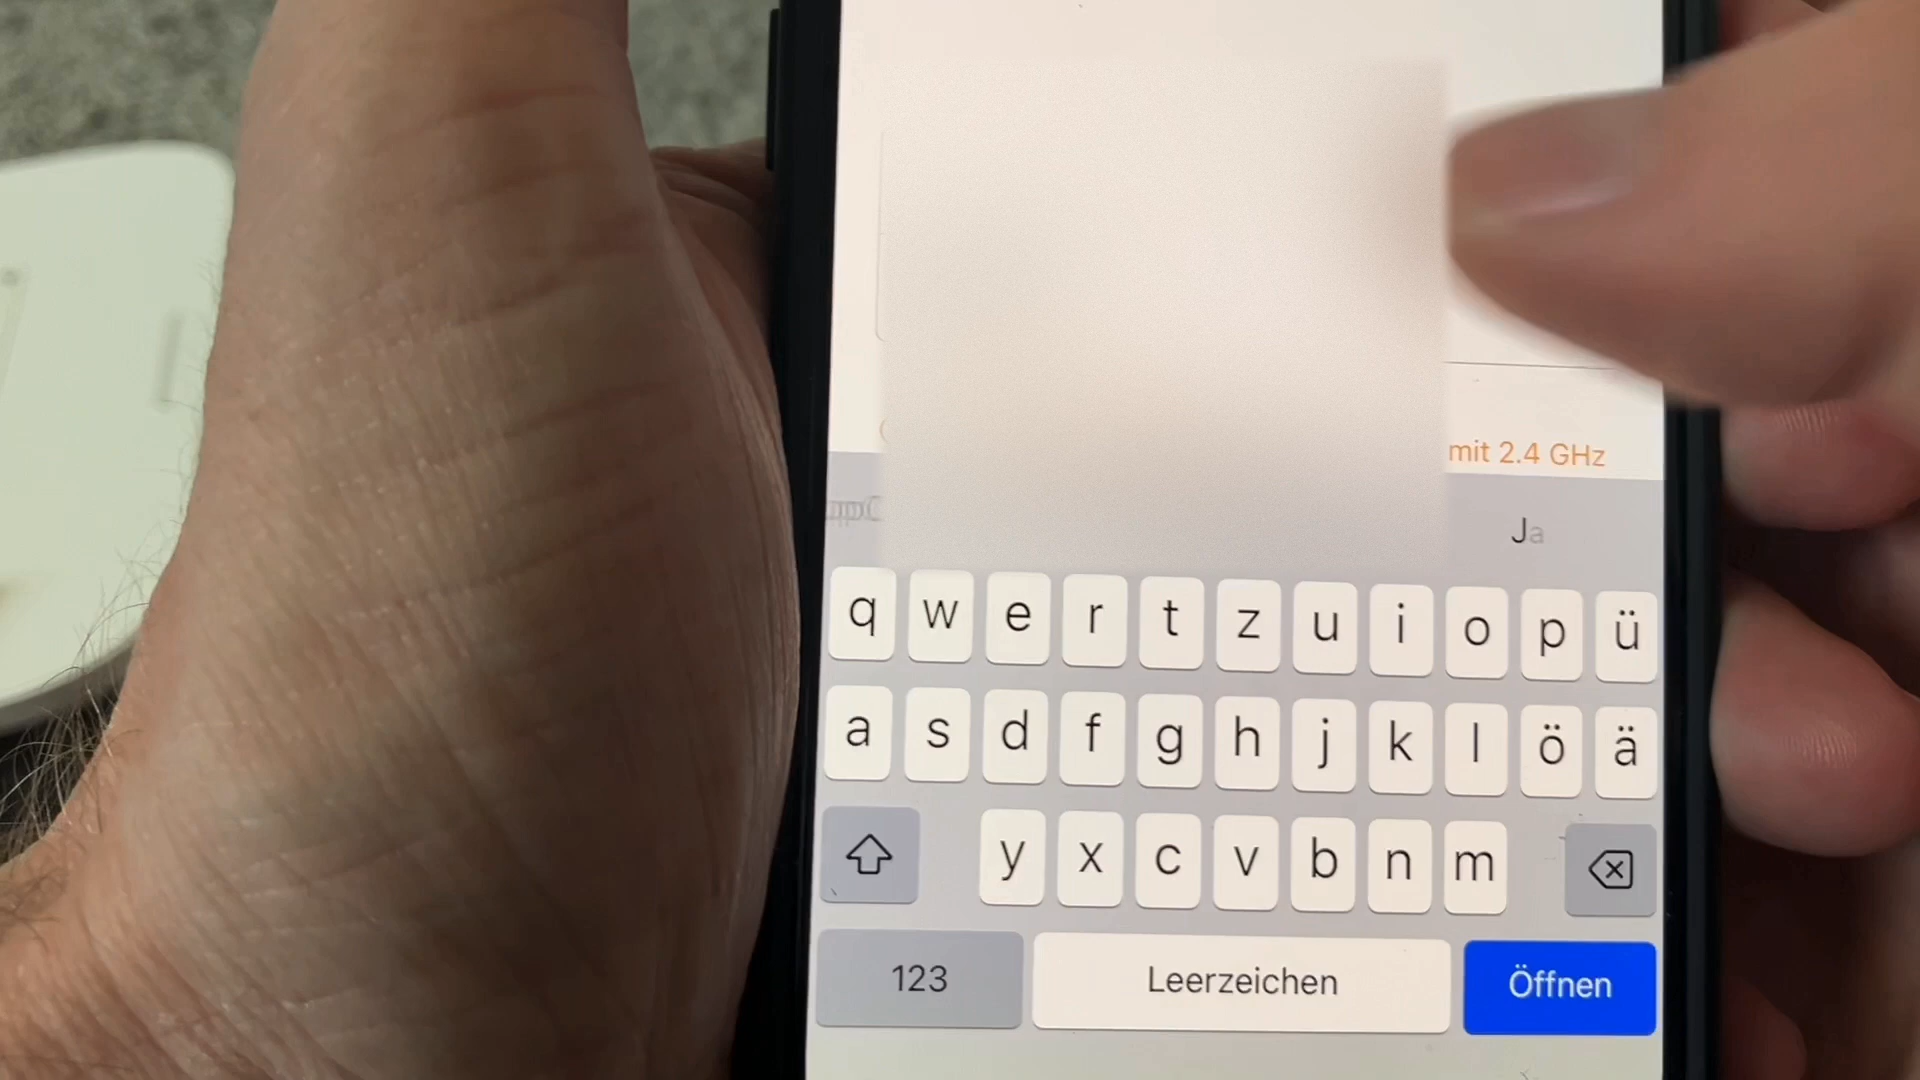 mit 2.4 GHz
Ja
q w e r t z u i o p ü
a s d f g h j k l ö ä
y x c v b n m
123 Leerzeichen Öffnen